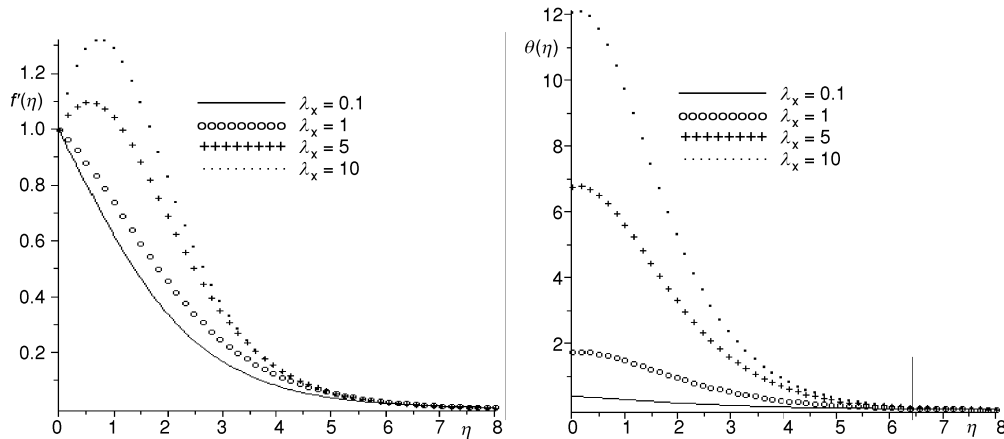 1.2
f'(η)
1.0
0.8
0.6
0.4
0.2
0 1 2 3 4 5 6 7 8
η
λx = 0.1
λx = 1
λx = 5
λx = 10
12
θ(η)
10
8
6
4
2
0 1 2 3 4 5 6 7 8
η
λx = 0.1
λx = 1
λx = 5
λx = 10